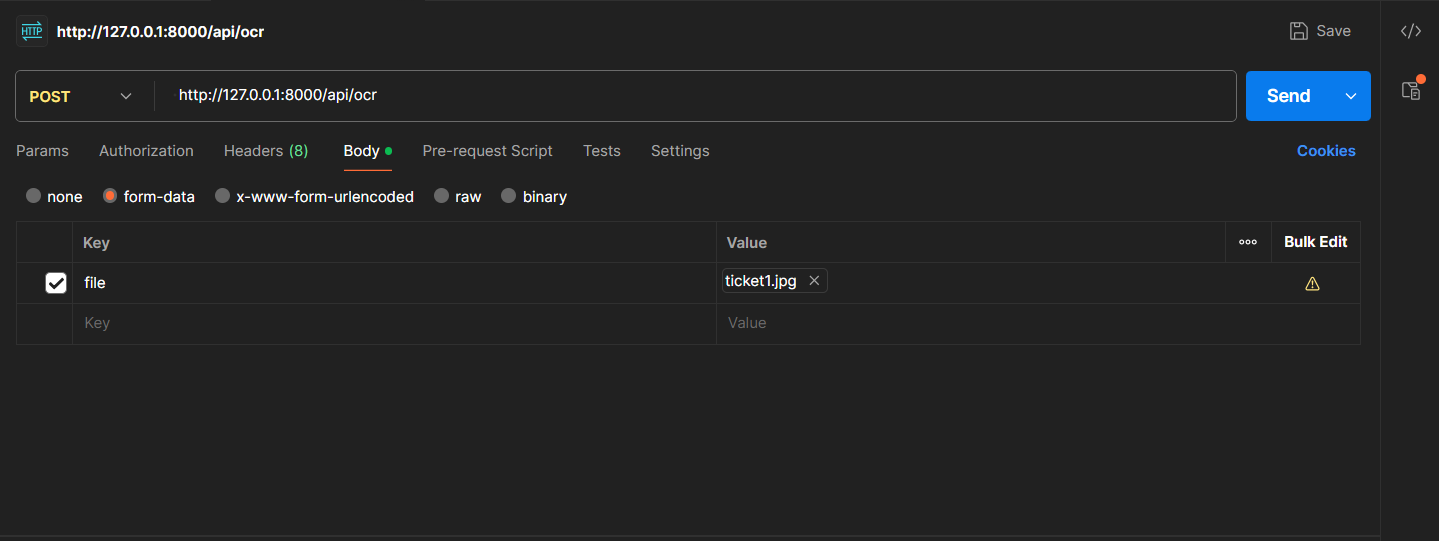 HTTP http://127.0.0.1:8000/api/ocr Save </>
POST http://127.0.0.1:8000/api/ocr Send
Params Authorization Headers (8) Body Pre-request Script Tests Settings Cookies
none form-data x-www-form-urlencoded raw binary
Key Value Bulk Edit
file ticket1.jpg
Key Value